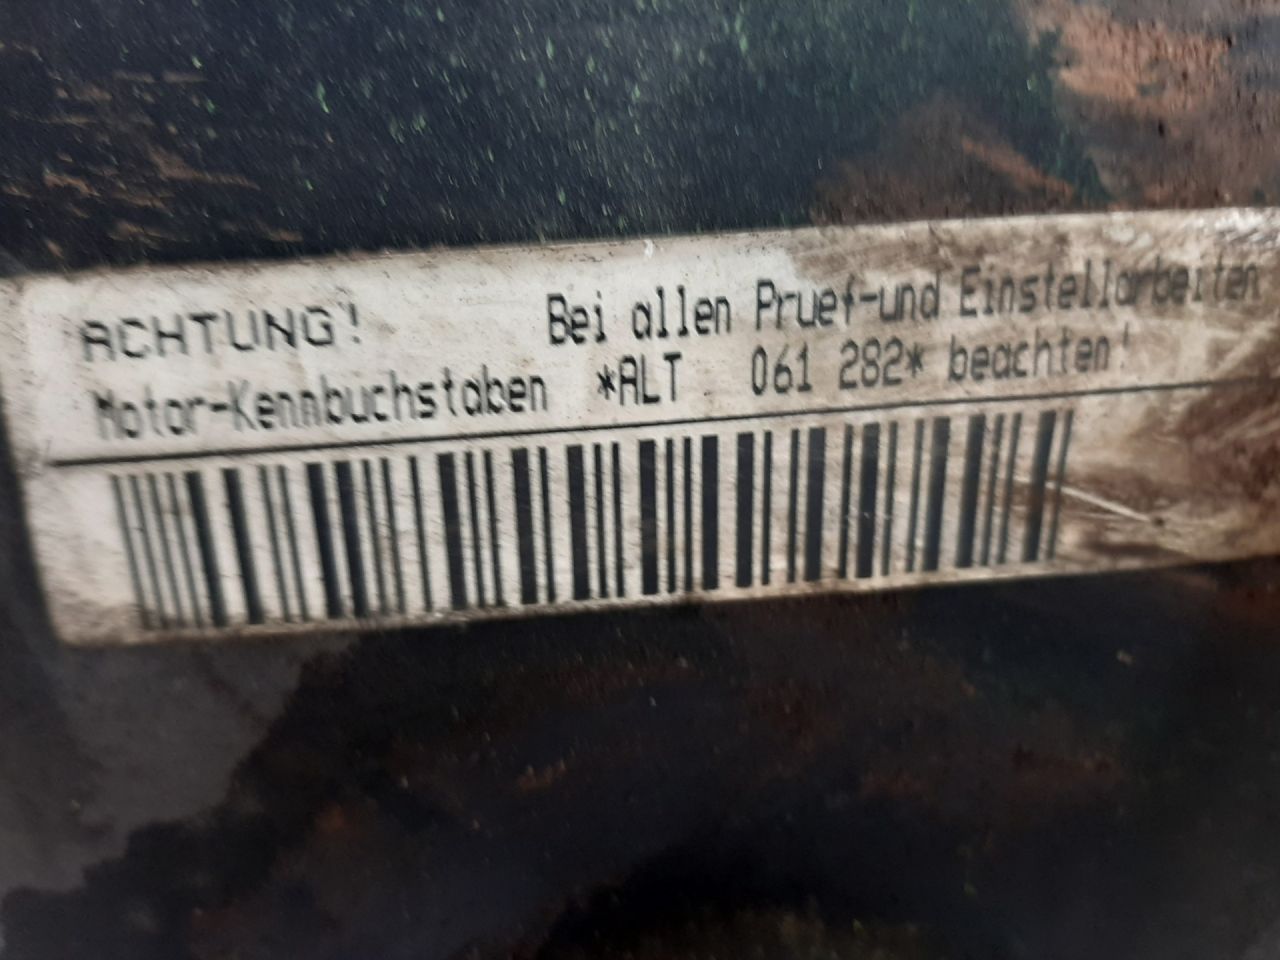 ACHTUNG! Bei allen Pruef-und Einstellarbeiten
Motor-Kennbuchstaben *ALT 061 282* beachten!